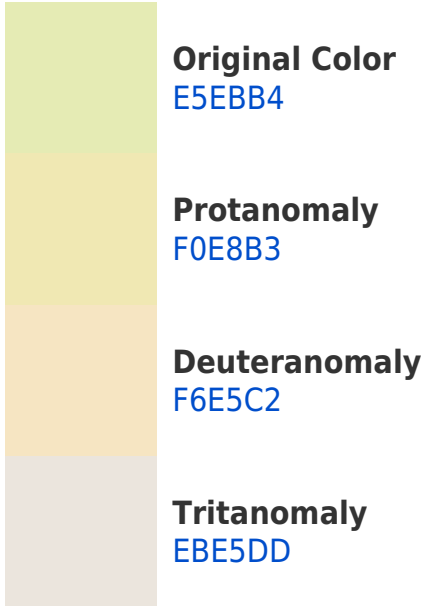 Original Color
E5EBB4
Protanomaly
F0E8B3
Deuteranomaly
F6E5C2
Tritanomaly
EBE5DD